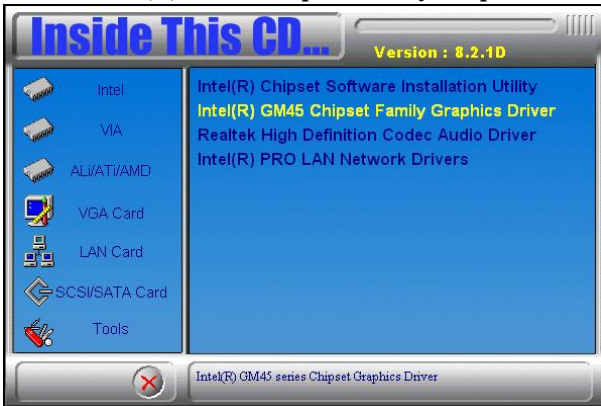 Inside This CD...
Version : 8.2.1D
Intel
VIA
ALi/ATi/AMD
VGA Card
LAN Card
SCSI/SATA Card
Tools
Intel(R) Chipset Software Installation Utility
Intel(R) GM45 Chipset Family Graphics Driver
Realtek High Definition Codec Audio Driver
Intel(R) PRO LAN Network Drivers
Intel(R) GM45 series Chipset Graphics Driver